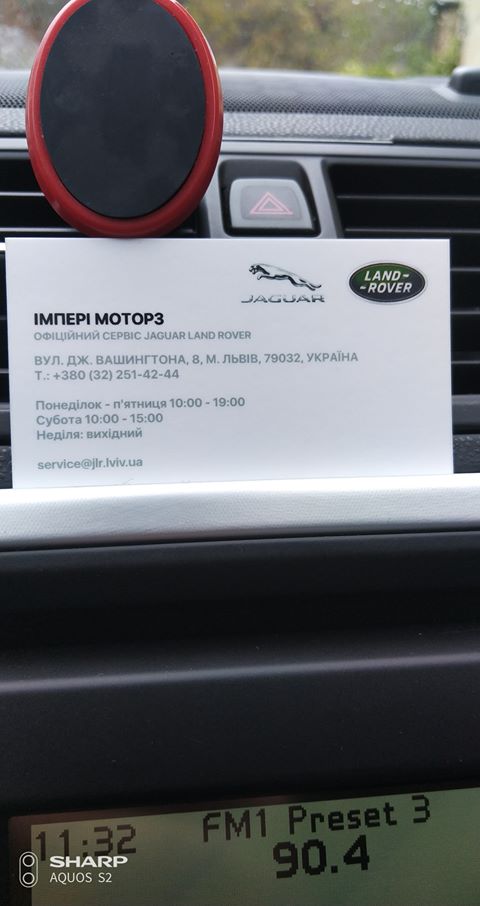 JAGUAR
LAND-
-ROVER
ІМПЕРІ МОТОРЗ
ОФІЦІЙНИЙ СЕРВІС JAGUAR LAND ROVER
ВУЛ. ДЖ. ВАШИНГТОНА, 8, М. ЛЬВІВ, 79032, УКРАЇНА
Т.: +380 (32) 251-42-44
Понеділок - п'ятниця 10:00 - 19:00
Субота 10:00 - 15:00
Неділя: вихідний
service@jlr.lviv.ua
11:32 FM1 Preset 3
90.4
SHARP
AQUOS S2